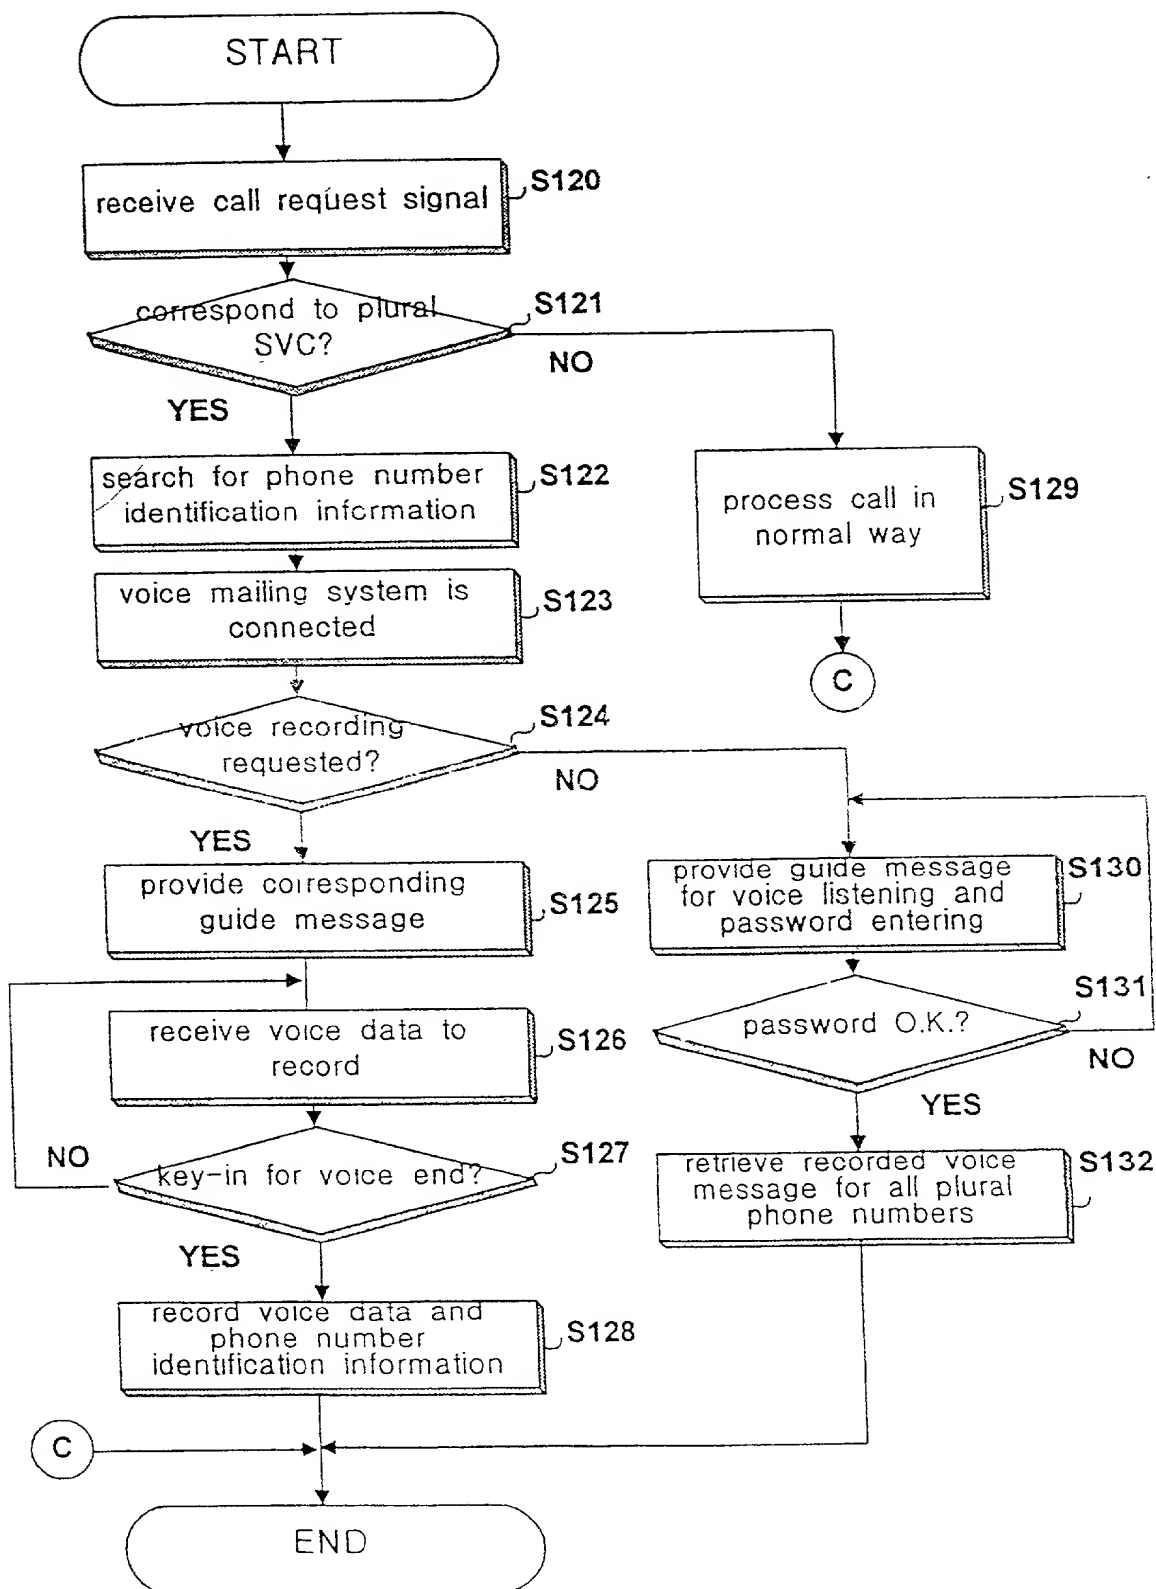 START
receive call request signal
S120
correspond to plural
SVC?
S121
NO
YES
search for phone number
identification information
S122
process call in
normal way
S129
voice mailing system is
connected
S123
C
voice recording
requested?
S124
NO
YES
provide corresponding
guide message
S125
provide guide message
for voice listening and
password entering
S130
password O.K.?
S131
NO
YES
receive voice data to
record
S126
key-in for voice end?
S127
NO
YES
retrieve recorded voice
message for all plural
phone numbers
S132
record voice data and
phone number
identification information
S128
C
END